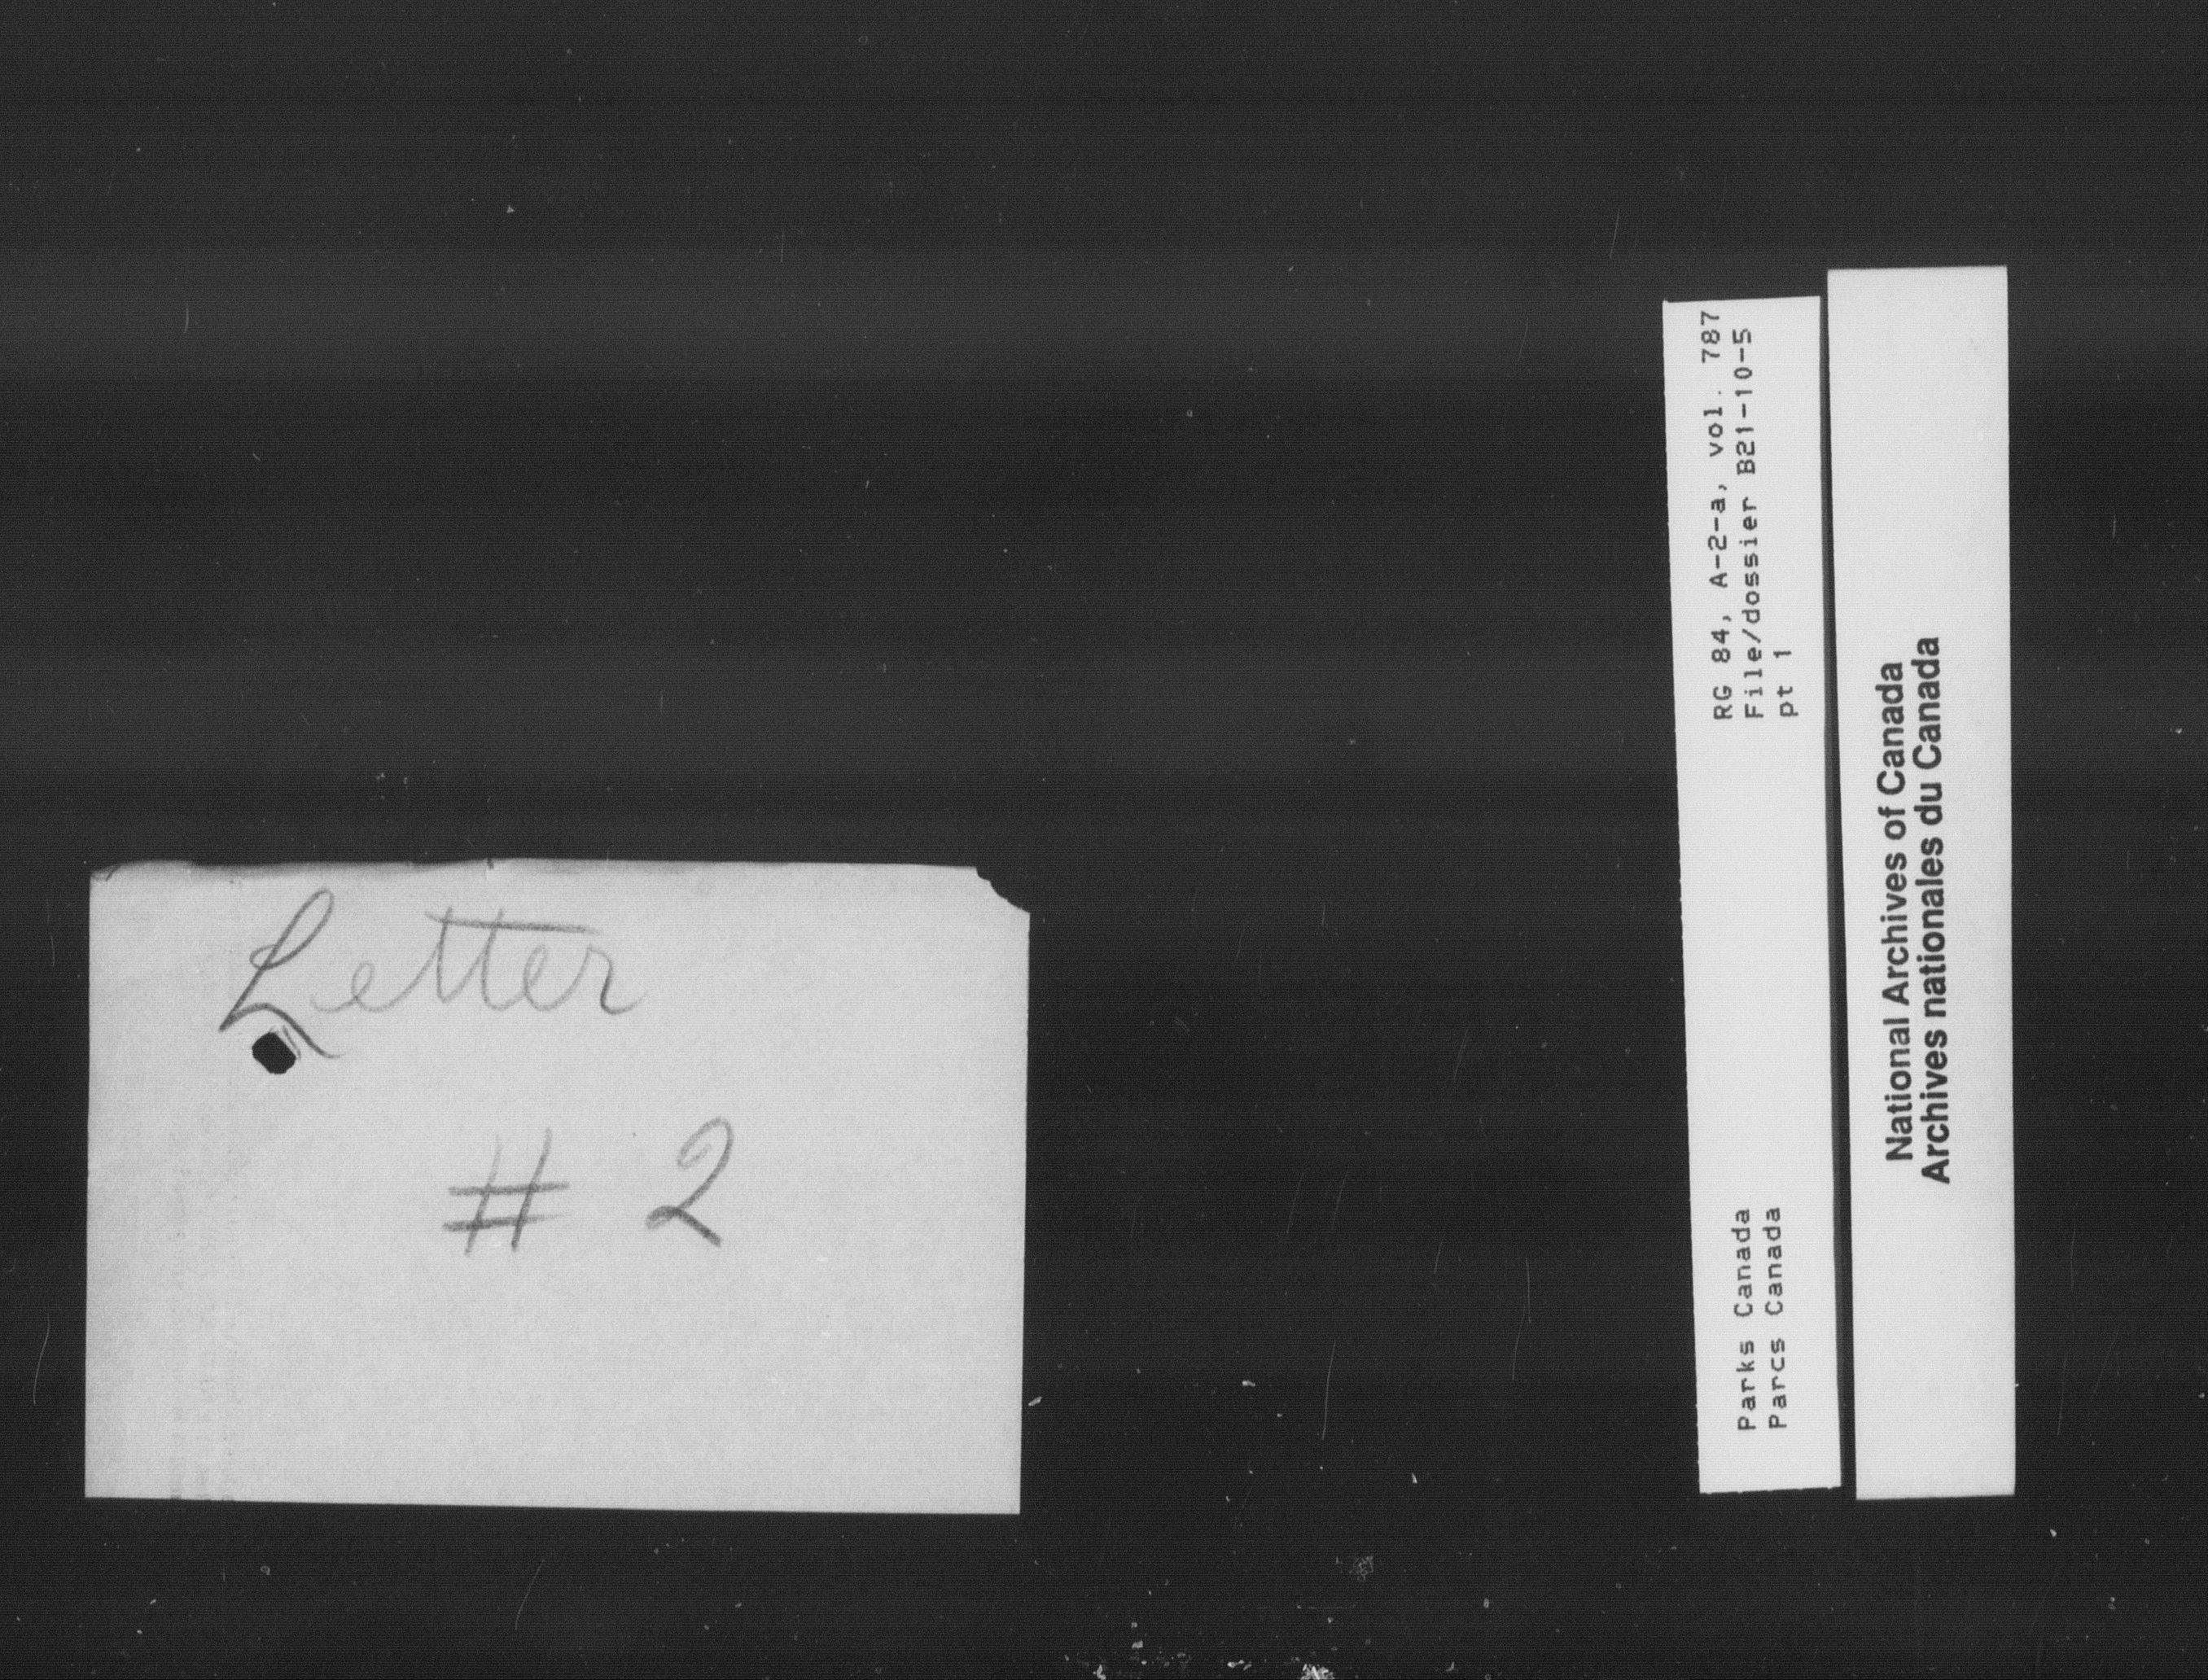 Letter
# 2
Parks Canada
Parcs Canada
RG 84, A-2-a, vol. 787
File/dossier B21-10-5
pt 1
National Archives of Canada
Archives nationales du Canada